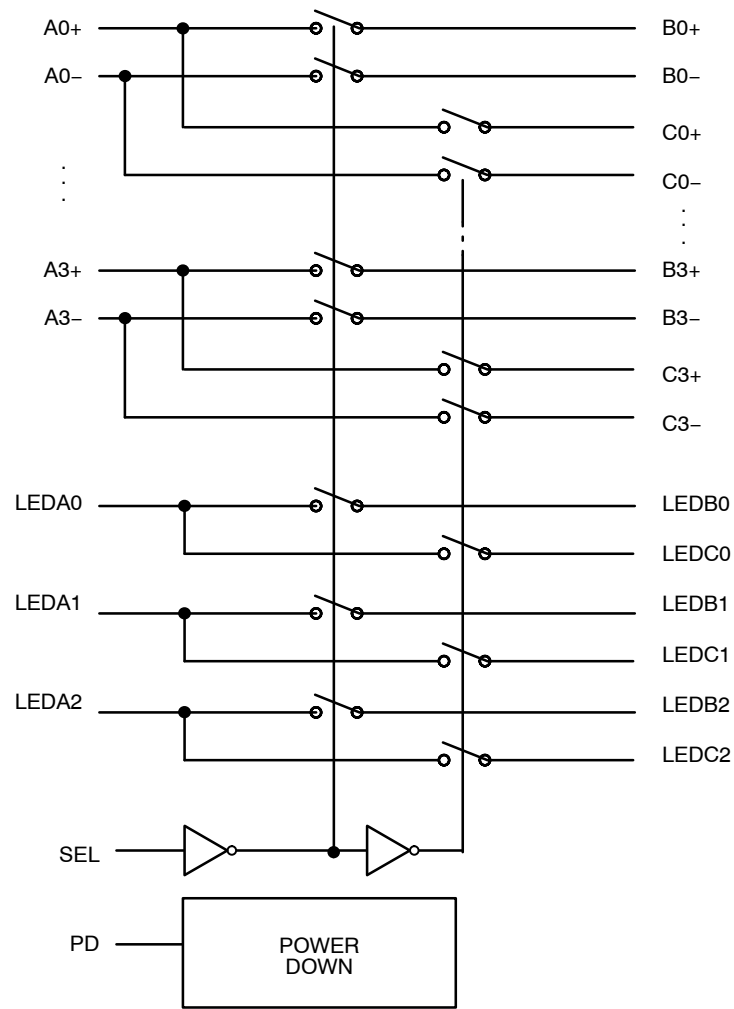 A0+ B0+
A0− B0−
C0+
C0−
A3+ B3+
A3− B3−
C3+
C3−
LEDA0 LEDB0
LEDC0
LEDA1 LEDB1
LEDC1
LEDA2 LEDB2
LEDC2
SEL
PD
POWER
DOWN